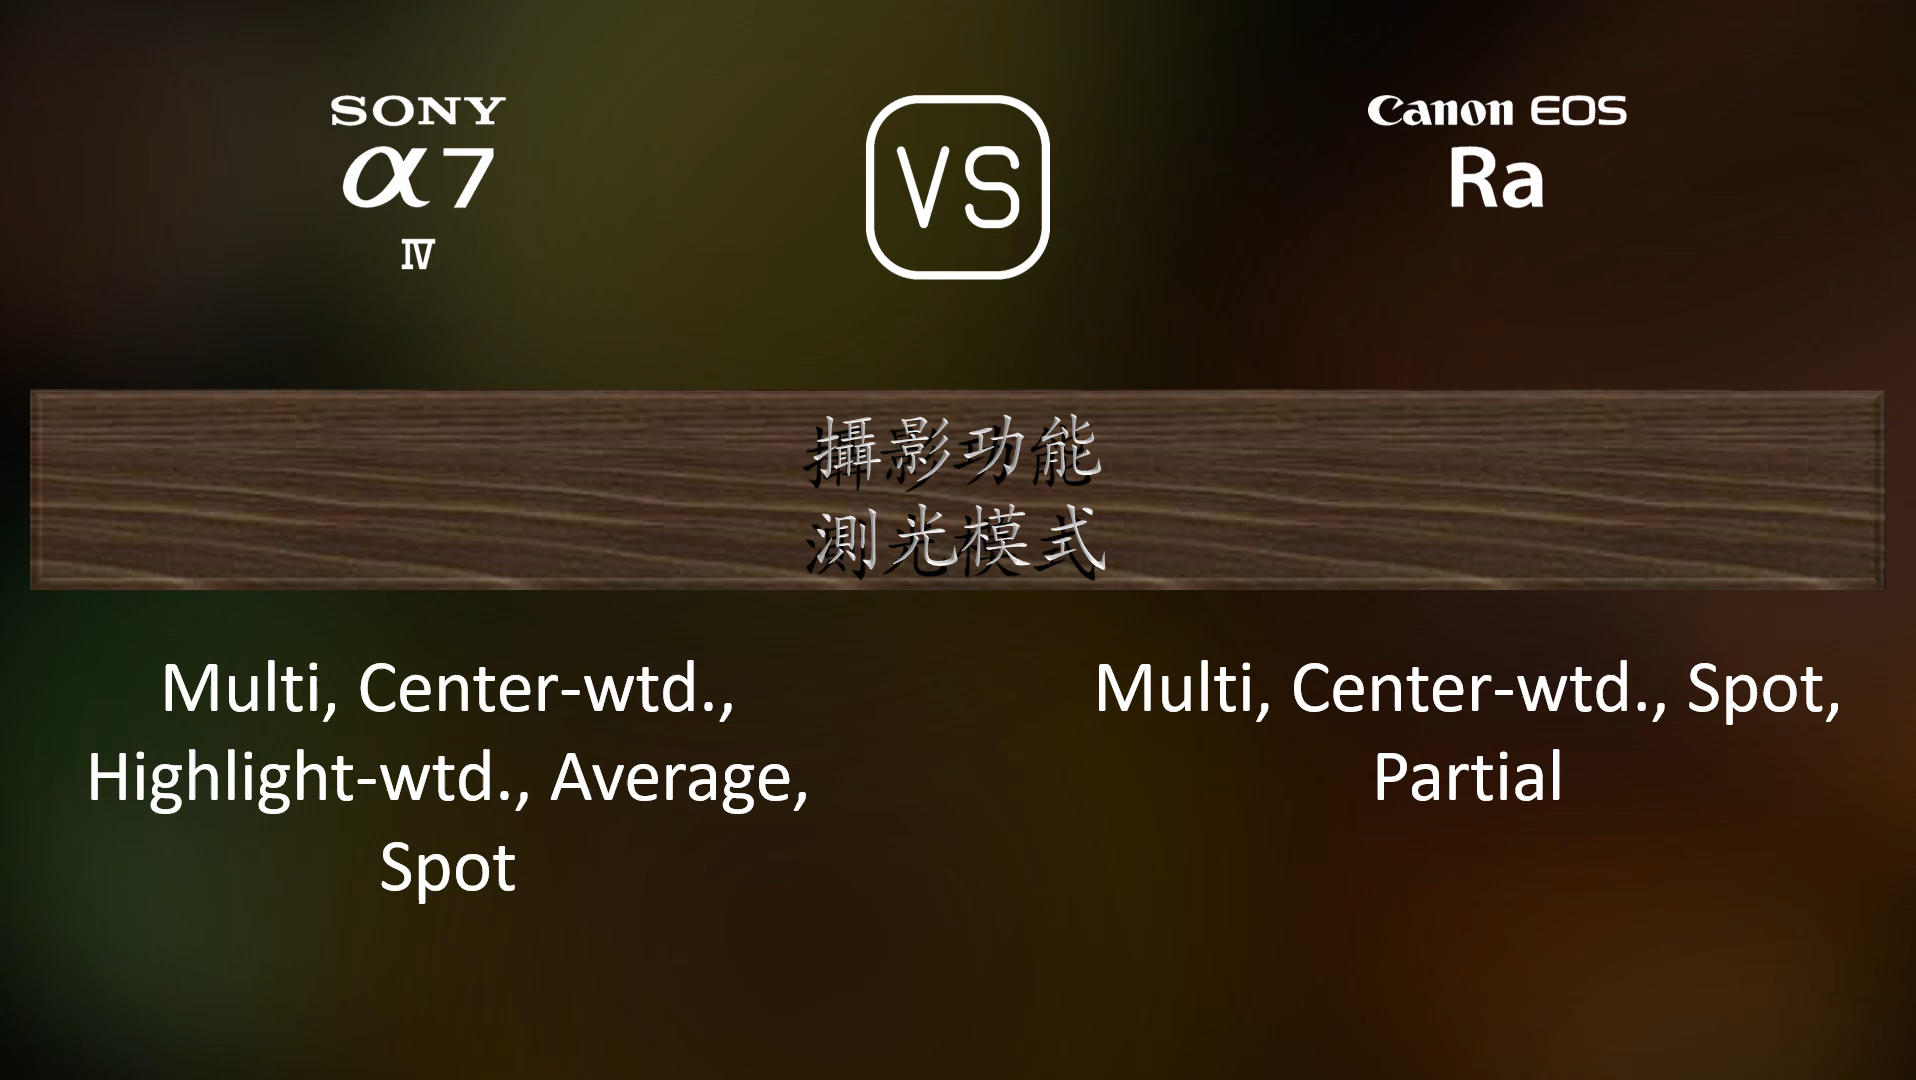 SONY
α7
IV
VS
Canon EOS
Ra
攝影功能
測光模式
Multi, Center-wtd.,
Highlight-wtd., Average,
Spot
Multi, Center-wtd., Spot,
Partial